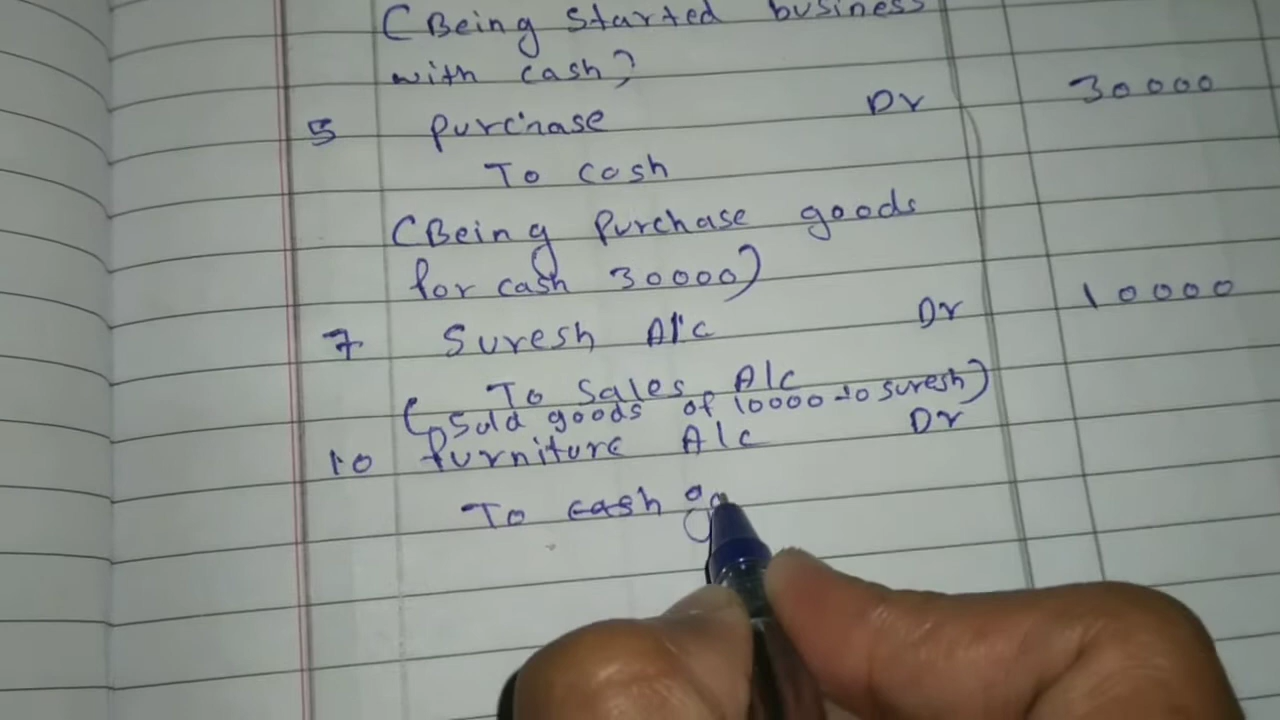 (Being started business
with cash)
5 purchase Dr 30000
To cash
(Being Purchase goods
for cash 30000)
7 Suresh A/c Dr 10000
To Sales A/c
(Sold goods of 10000 to suresh)
10 furniture A/c Dr
To cash